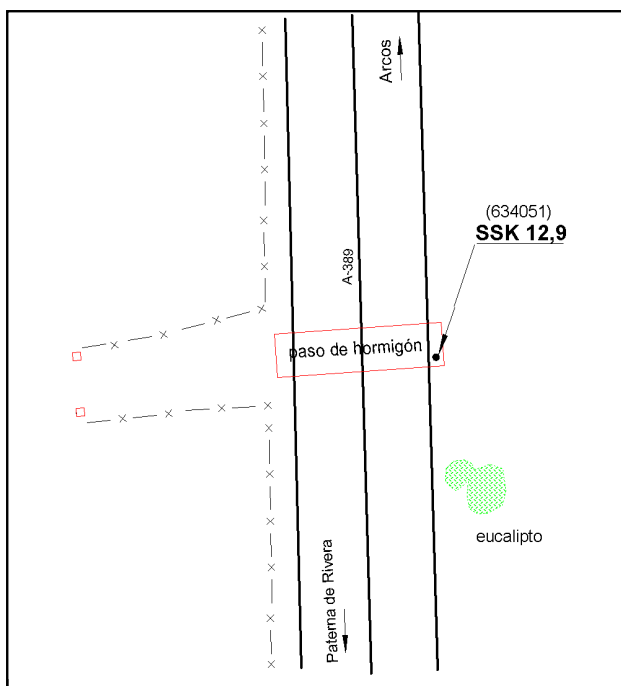 Arcos
(634051)
SSK 12,9
A-389
paso de hormigón
eucalipto
Paterna de Rivera